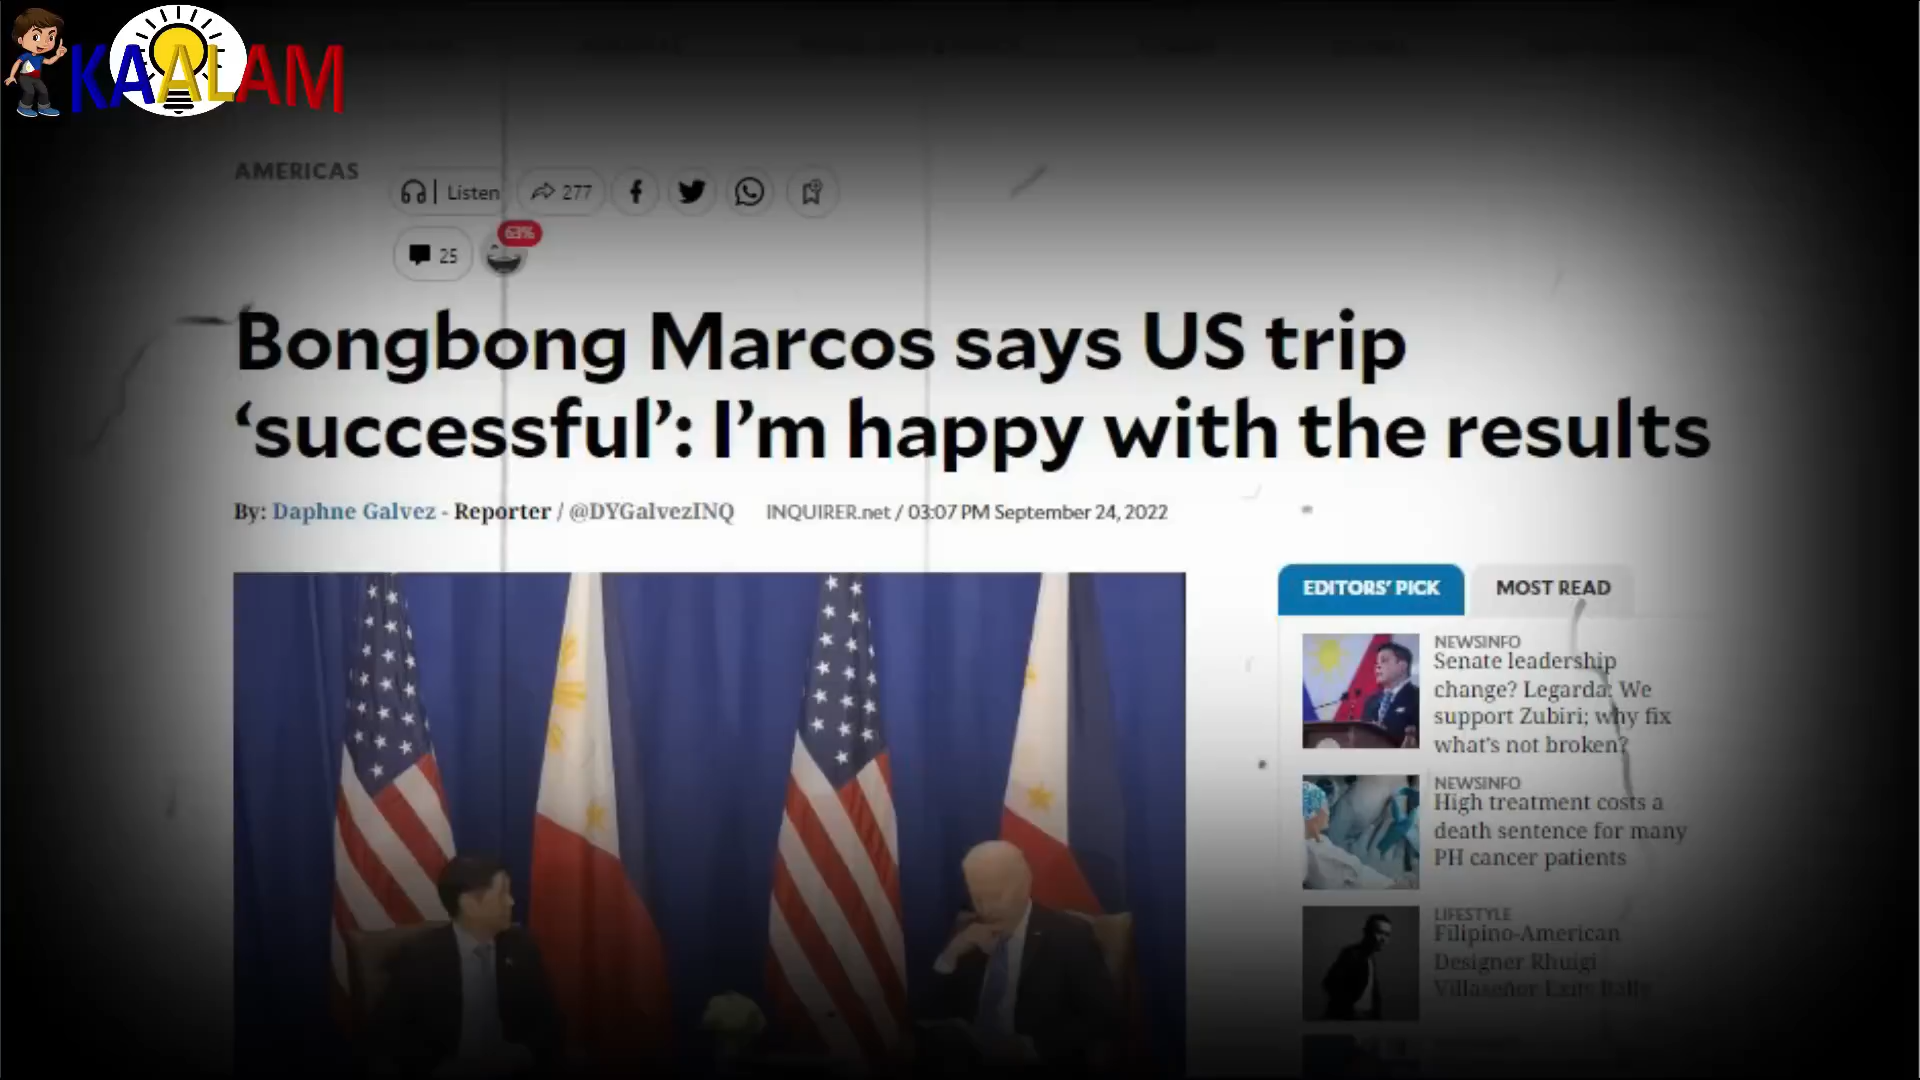 KAALAM
AMERICAS
Listen
277
63%
25
Bongbong Marcos says US trip
‘successful’: I’m happy with the results
By: Daphne Galvez - Reporter / @DYGalvezINQ
INQUIRER.net / 03:07 PM September 24, 2022
EDITORS’ PICK
MOST READ
NEWSINFO
Senate leadership
change? Legarda: We
support Zubiri; why fix
what’s not broken?
NEWSINFO
High treatment costs a
death sentence for many
PH cancer patients
LIFESTYLE
Filipino-American
Designer Rhuigi
Villaseñor Exits Bally